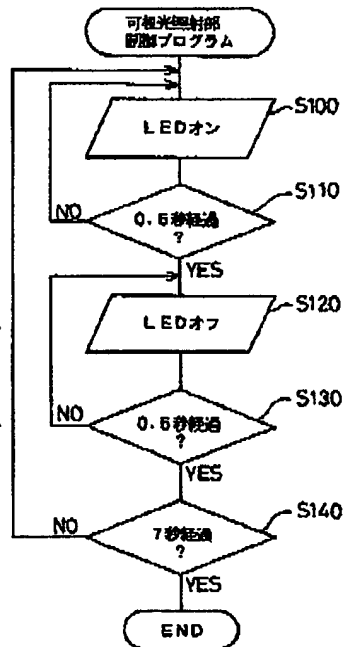 可視光照射部
制御プログラム
LEDオン
S100
0.5秒経過
?
S110
NO
YES
LEDオフ
S120
0.5秒経過
?
S130
NO
YES
7秒経過
?
S140
NO
YES
END